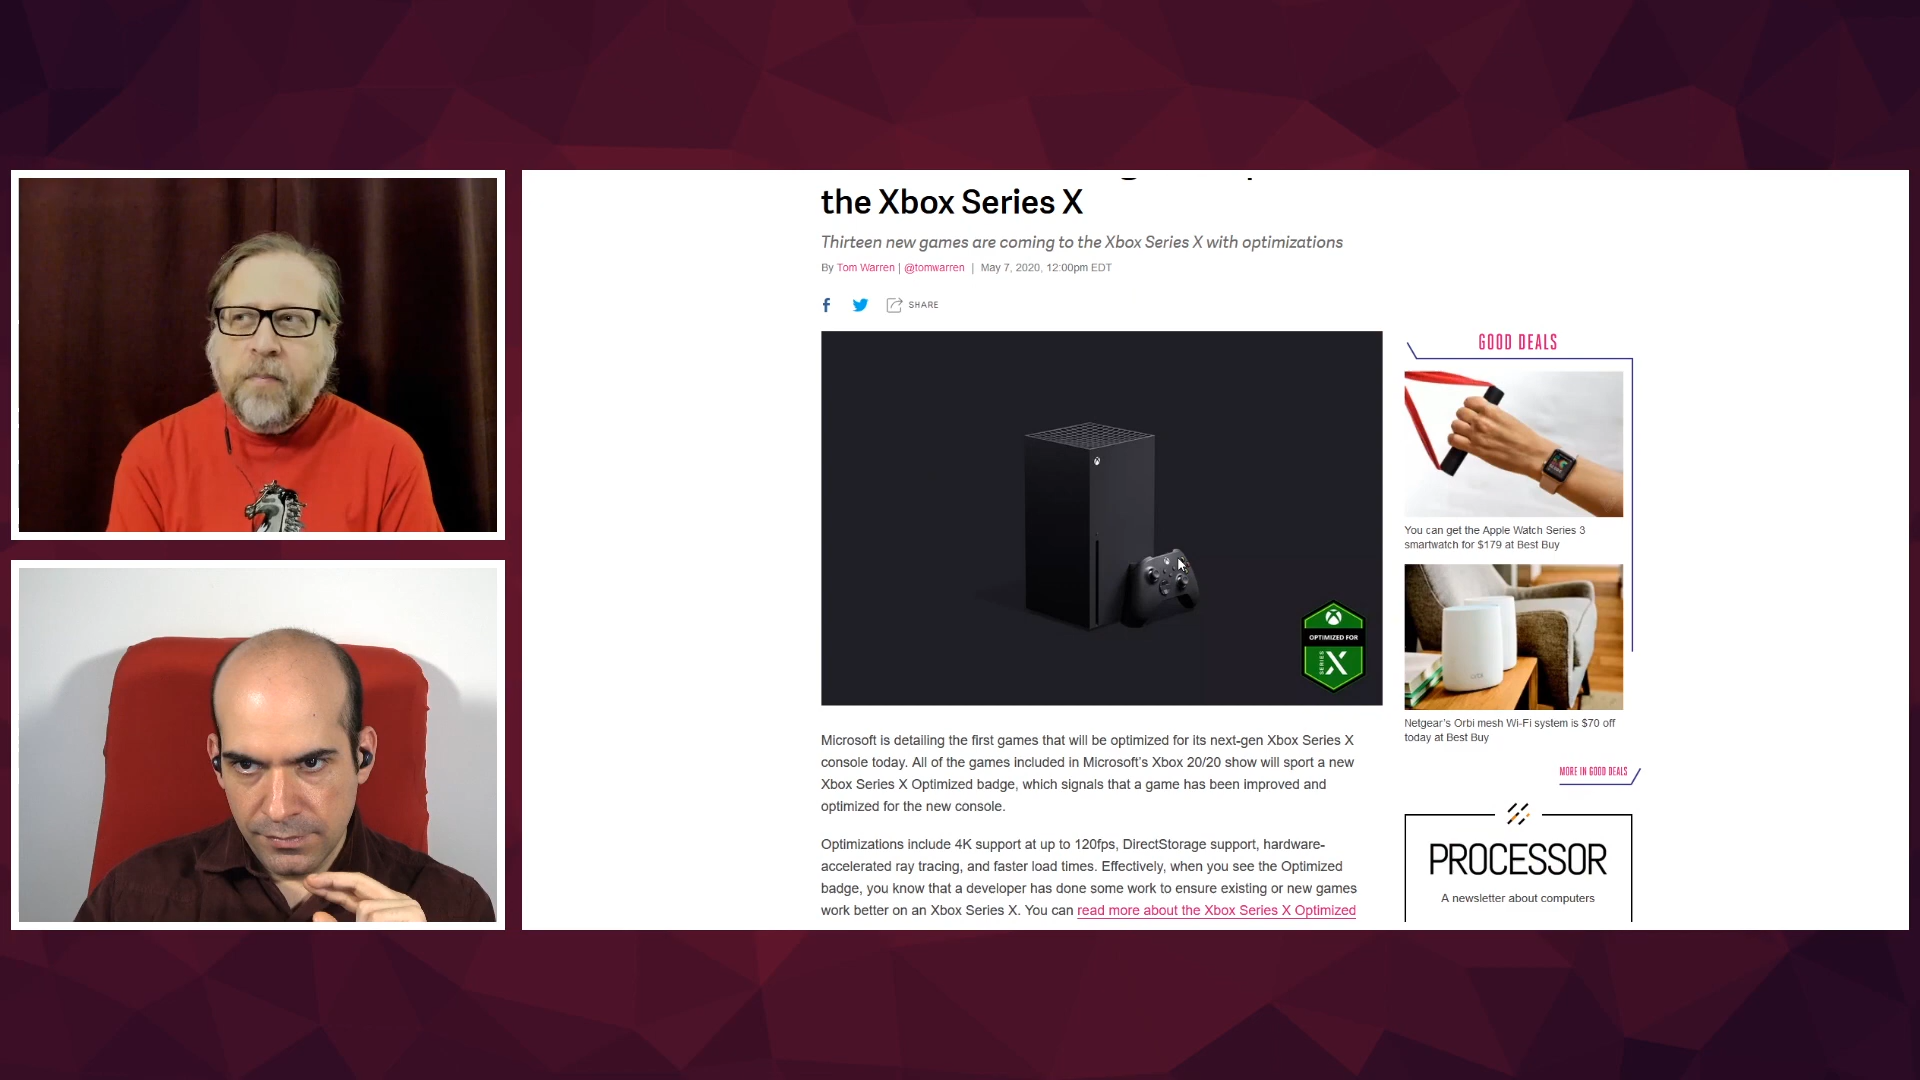 the Xbox Series X
Thirteen new games are coming to the Xbox Series X with optimizations
By Tom Warren | @tomwarren | May 7, 2020, 12:00pm EDT
SHARE
OPTIMIZED FOR
SERIES
X
Microsoft is detailing the first games that will be optimized for its next-gen Xbox Series X
console today. All of the games included in Microsoft's Xbox 20/20 show will sport a new
Xbox Series X Optimized badge, which signals that a game has been improved and
optimized for the new console.
Optimizations include 4K support at up to 120fps, DirectStorage support, hardware-
accelerated ray tracing, and faster load times. Effectively, when you see the Optimized
badge, you know that a developer has done some work to ensure existing or new games
work better on an Xbox Series X. You can read more about the Xbox Series X Optimized
GOOD DEALS
You can get the Apple Watch Series 3
smartwatch for $179 at Best Buy
orbi
Netgear's Orbi mesh Wi-Fi system is $70 off
today at Best Buy
MORE IN GOOD DEALS
PROCESSOR
A newsletter about computers